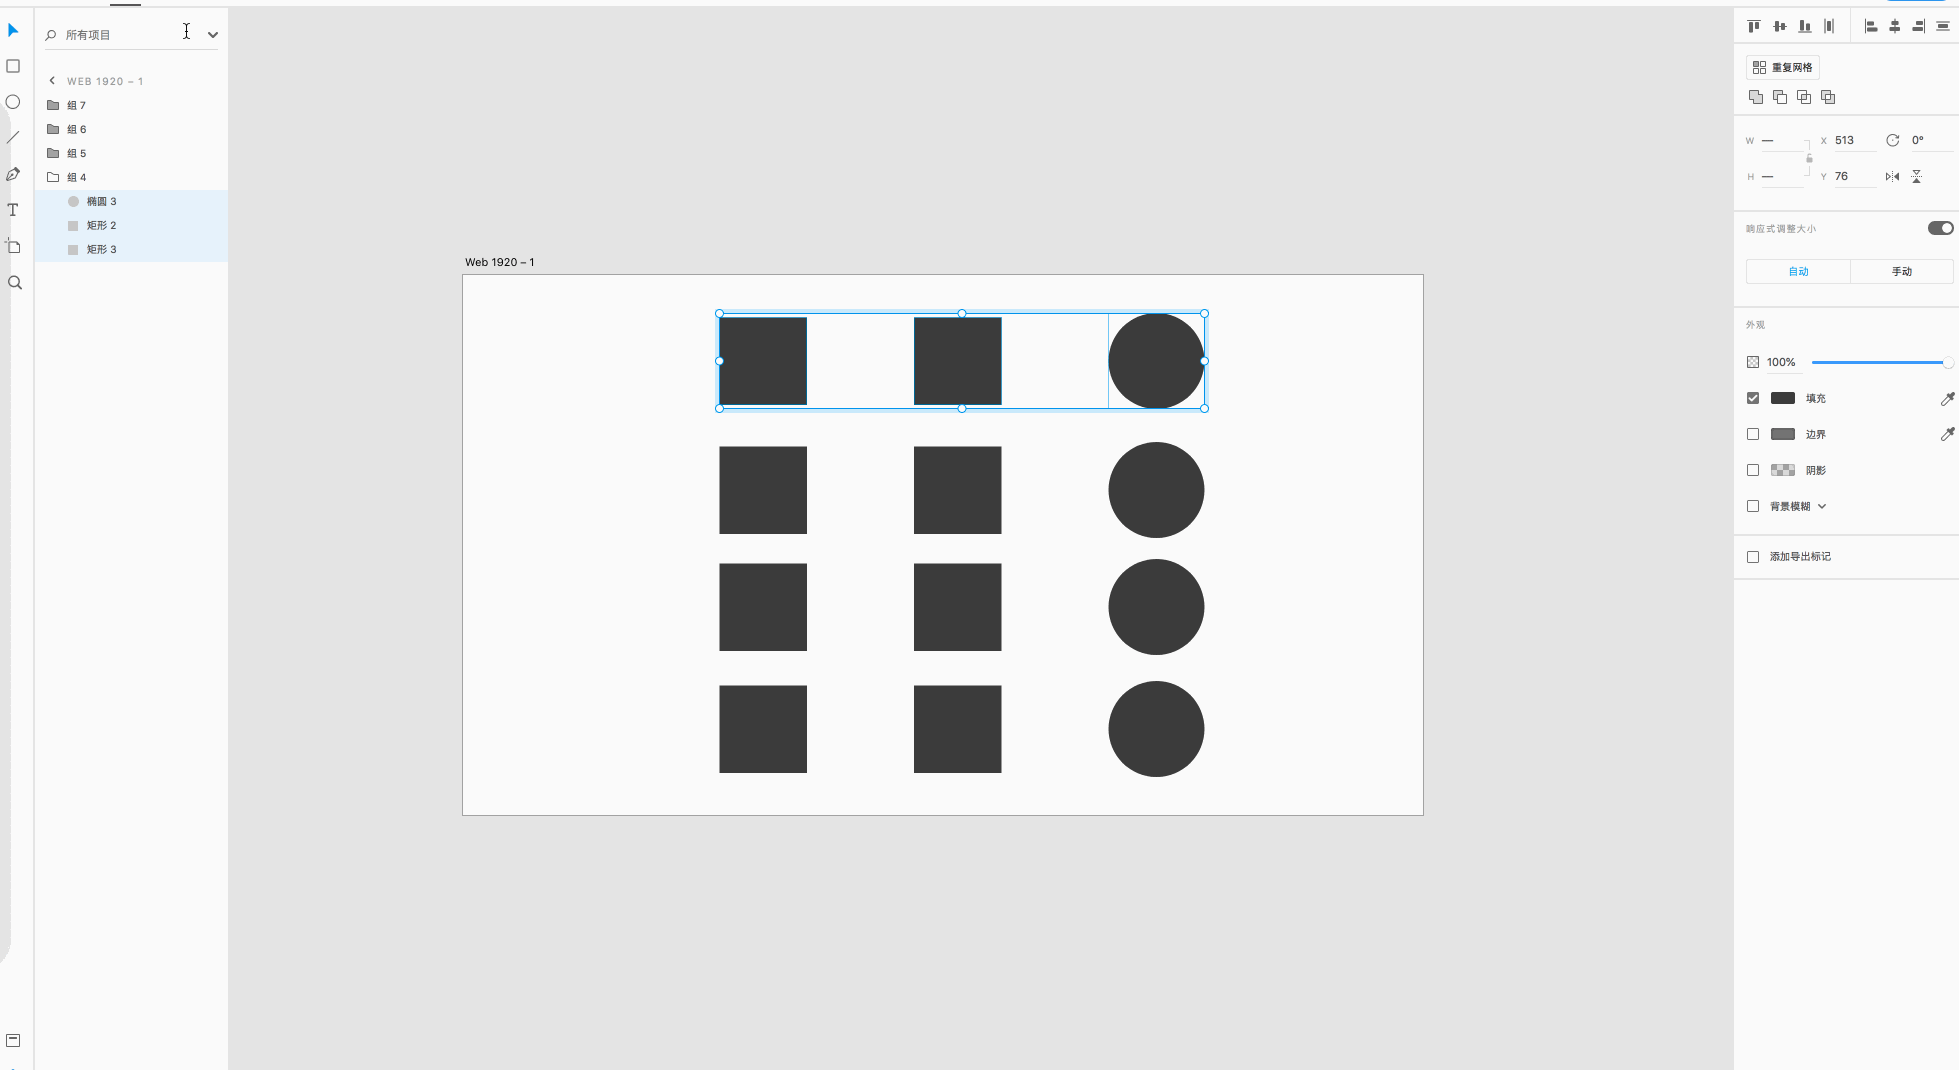 所有项目
WEB 1920 – 1
组 7
组 6
组 5
组 4
椭圆 3
矩形 2
矩形 3
T
Web 1920 – 1
重复网格
W — X 513 0°
H — Y 76
响应式调整大小
自动 手动
外观
100%
填充
边界
阴影
背景模糊
添加导出标记